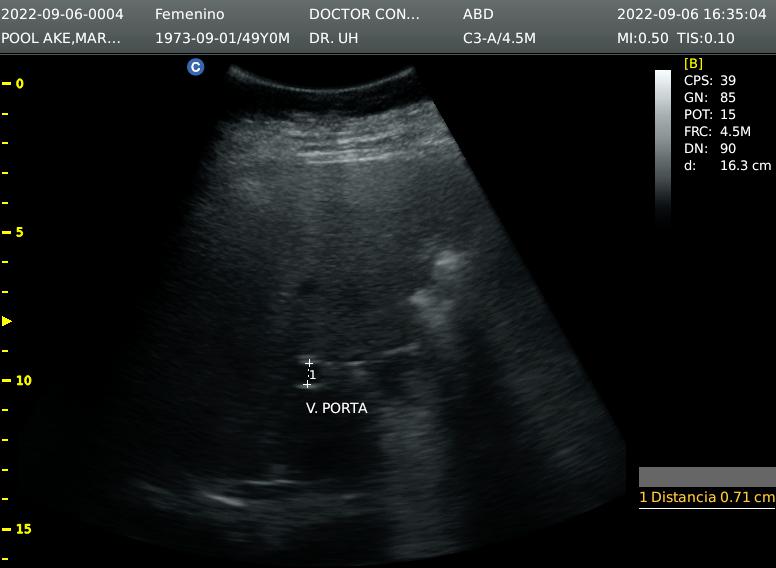 2022-09-06-0004 Femenino DOCTOR CON... ABD 2022-09-06 16:35:04
POOL AKE,MAR... 1973-09-01/49Y0M DR. UH C3-A/4.5M MI:0.50 TIS:0.10
C
[B]
CPS: 39
GN: 85
POT: 15
FRC: 4.5M
DN: 90
d: 16.3 cm
0
5
10
15
1
V. PORTA
1 Distancia 0.71 cm